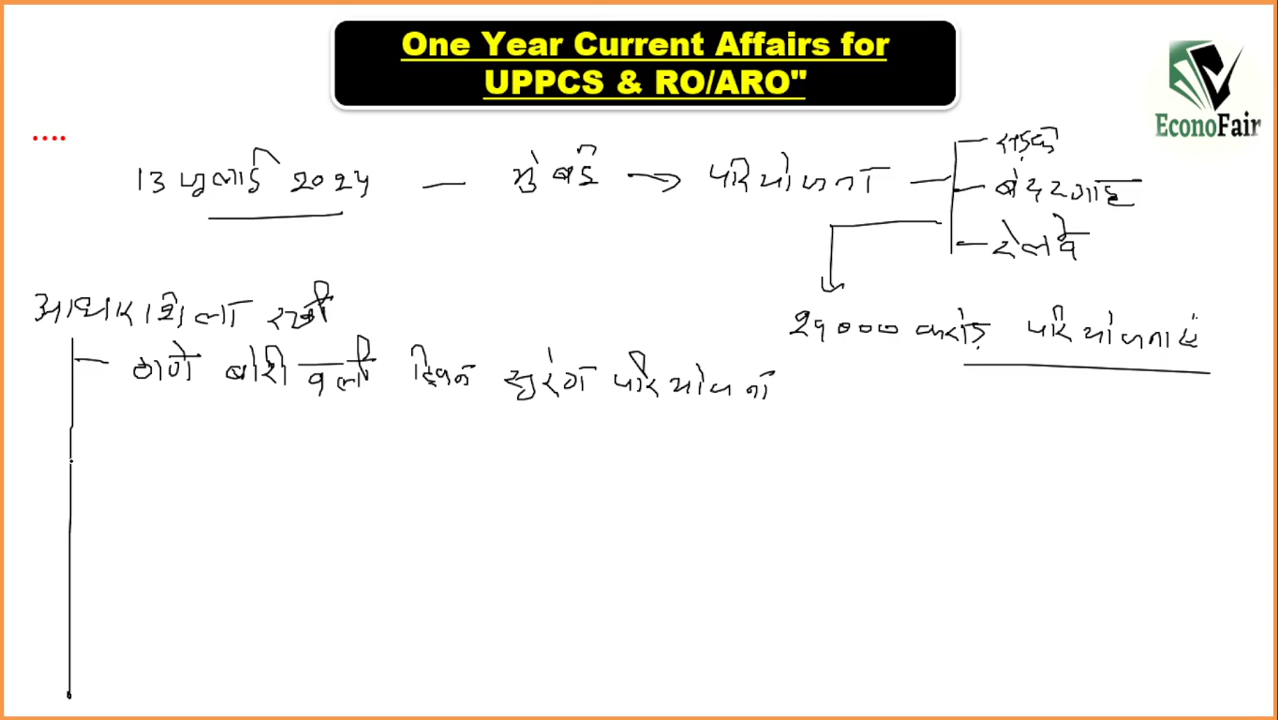 One Year Current Affairs for
UPPCS & RO/ARO"
EconoFair
....
13 जुलाई 2024 — मुंबई → परियोजना
सड़कें
बंदरगाह
रेलवे
29000 करोड़ परियोजनाएं
आधारशिला रखी
ठाणे बोरीवली टि्वन सुरंग परियोजना